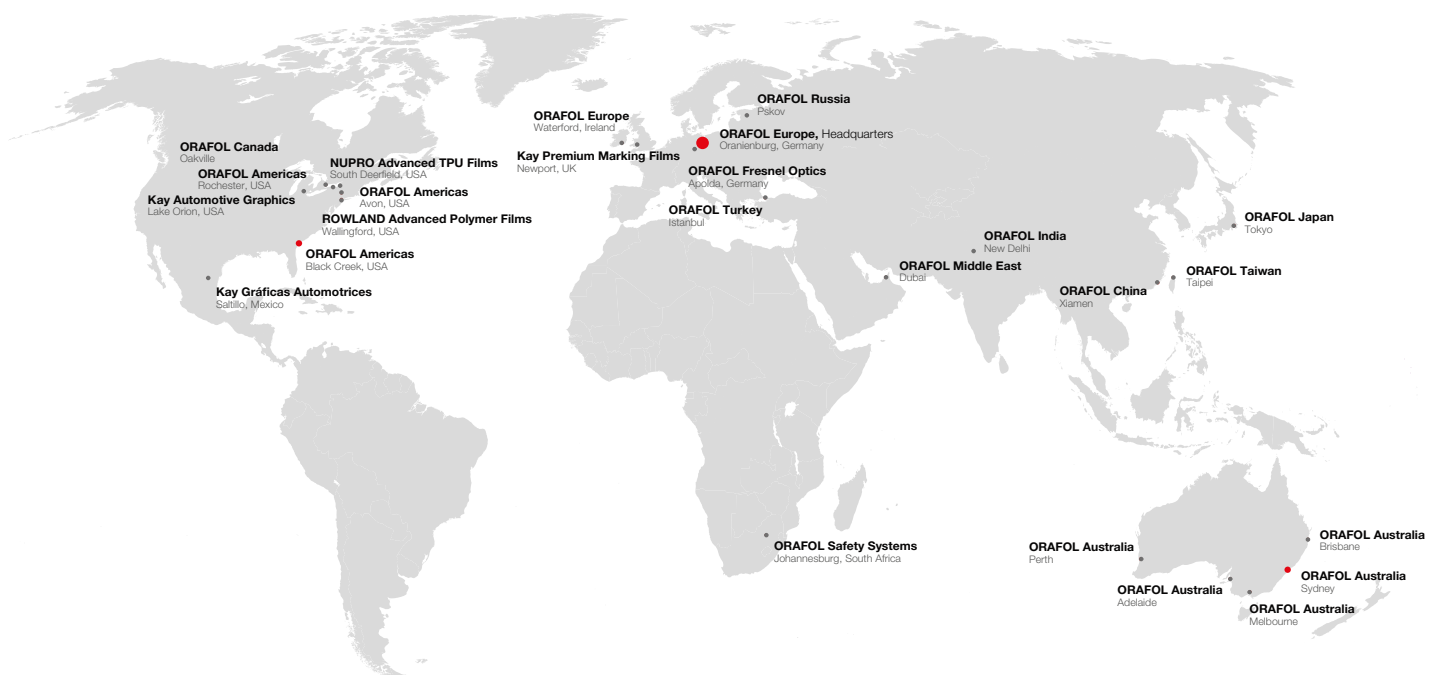 ORAFOL Russia
Pskov
ORAFOL Europe
Waterford, Ireland
ORAFOL Europe, Headquarters
Oranienburg, Germany
Kay Premium Marking Films
Newport, UK
ORAFOL Fresnel Optics
Apolda, Germany
ORAFOL Turkey
Istanbul
ORAFOL Canada
Oakville
NUPRO Advanced TPU Films
South Deerfield, USA
ORAFOL Americas
Rochester, USA
ORAFOL Americas
Avon, USA
Kay Automotive Graphics
Lake Orion, USA
ROWLAND Advanced Polymer Films
Wallingford, USA
ORAFOL Americas
Black Creek, USA
Kay Gráficas Automotrices
Saltillo, Mexico
ORAFOL Japan
Tokyo
ORAFOL India
New Delhi
ORAFOL Middle East
Dubai
ORAFOL Taiwan
Taipei
ORAFOL China
Xiamen
ORAFOL Safety Systems
Johannesburg, South Africa
ORAFOL Australia
Perth
ORAFOL Australia
Brisbane
ORAFOL Australia
Sydney
ORAFOL Australia
Adelaide
ORAFOL Australia
Melbourne